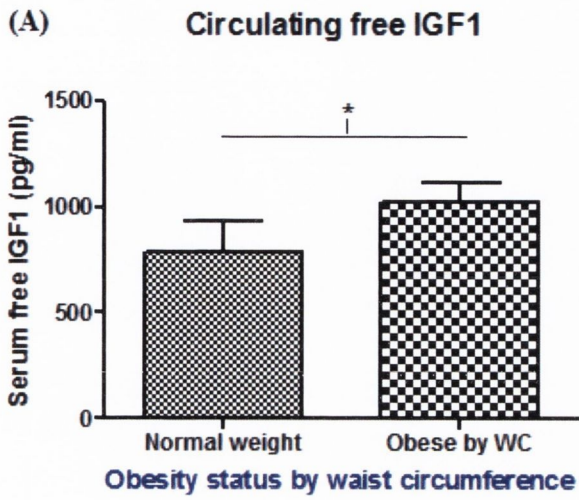 (A)
Circulating free IGF1
Serum free IGF1 (pg/ml)
1500
*
1000
500
0
Normal weight
Obese by WC
Obesity status by waist circumference